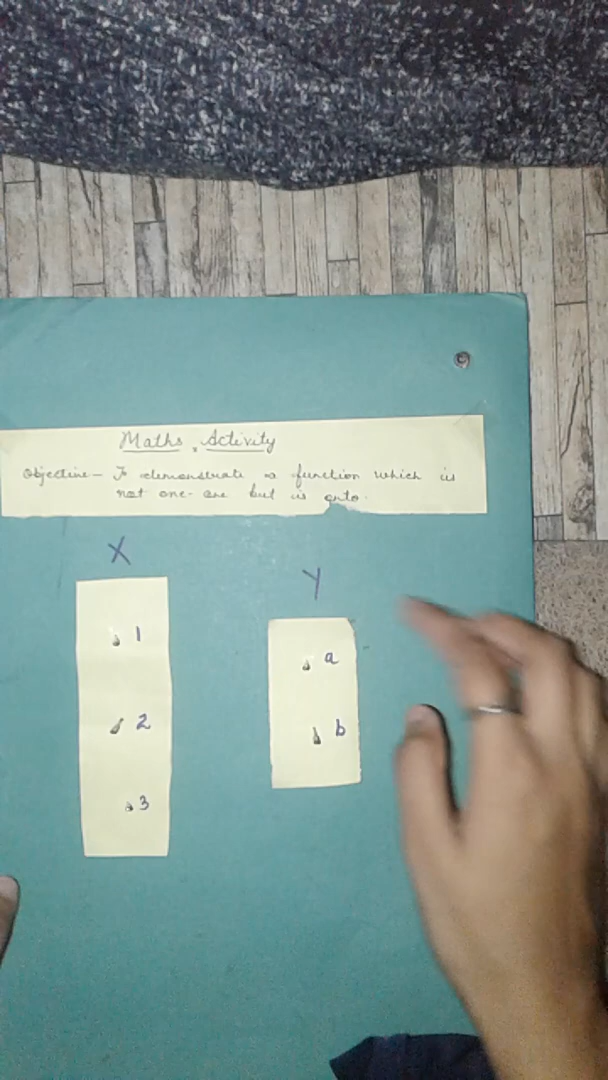 Maths Activity
Objective - To demonstrate a function which is
not one-one but is onto.
X
Y
1
a
2
b
3